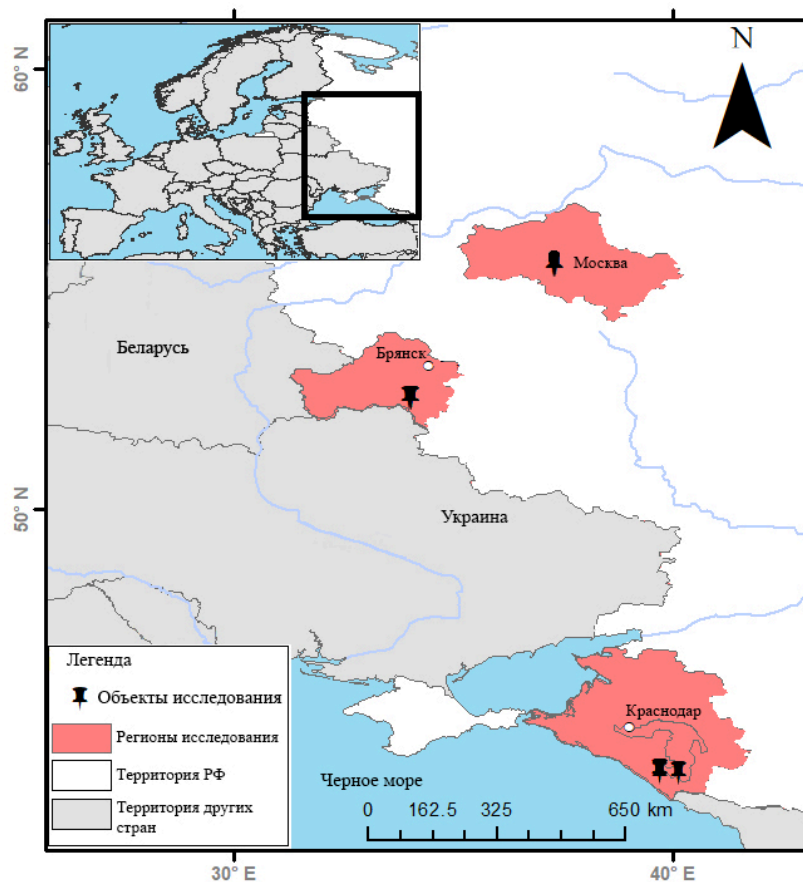 60° N
N
Москва
Беларусь
Брянск
50° N
Украина
Легенда
Объекты исследования
Регионы исследования
Территория РФ
Территория других
стран
Краснодар
Черное море
0 162.5 325 650 km
30° E
40° E